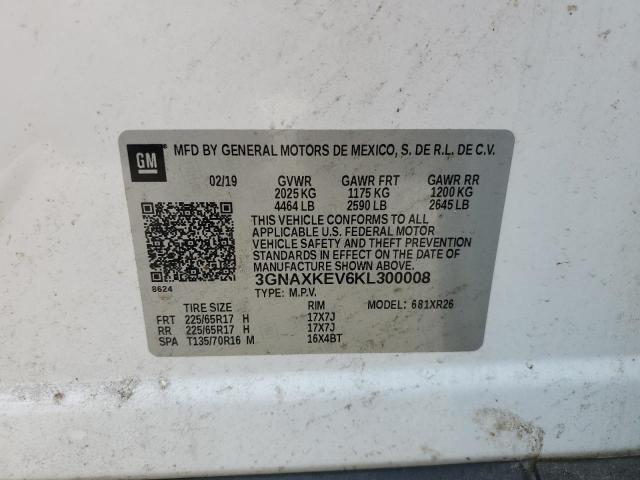 GM MFD BY GENERAL MOTORS DE MEXICO, S. DE R.L. DE C.V.
02/19 GVWR GAWR FRT GAWR RR
2025 KG 1175 KG 1200 KG
4464 LB 2590 LB 2645 LB
THIS VEHICLE CONFORMS TO ALL
APPLICABLE U.S. FEDERAL MOTOR
VEHICLE SAFETY AND THEFT PREVENTION
STANDARDS IN EFFECT ON THE DATE OF
MANUFACTURE SHOWN ABOVE.
8624
3GNAXKEV6KL300008
TYPE: M.P.V. MODEL: 681XR26
TIRE SIZE RIM
FRT 225/65R17 H 17X7J
RR 225/65R17 H 17X7J
SPA T135/70R16 M 16X4BT